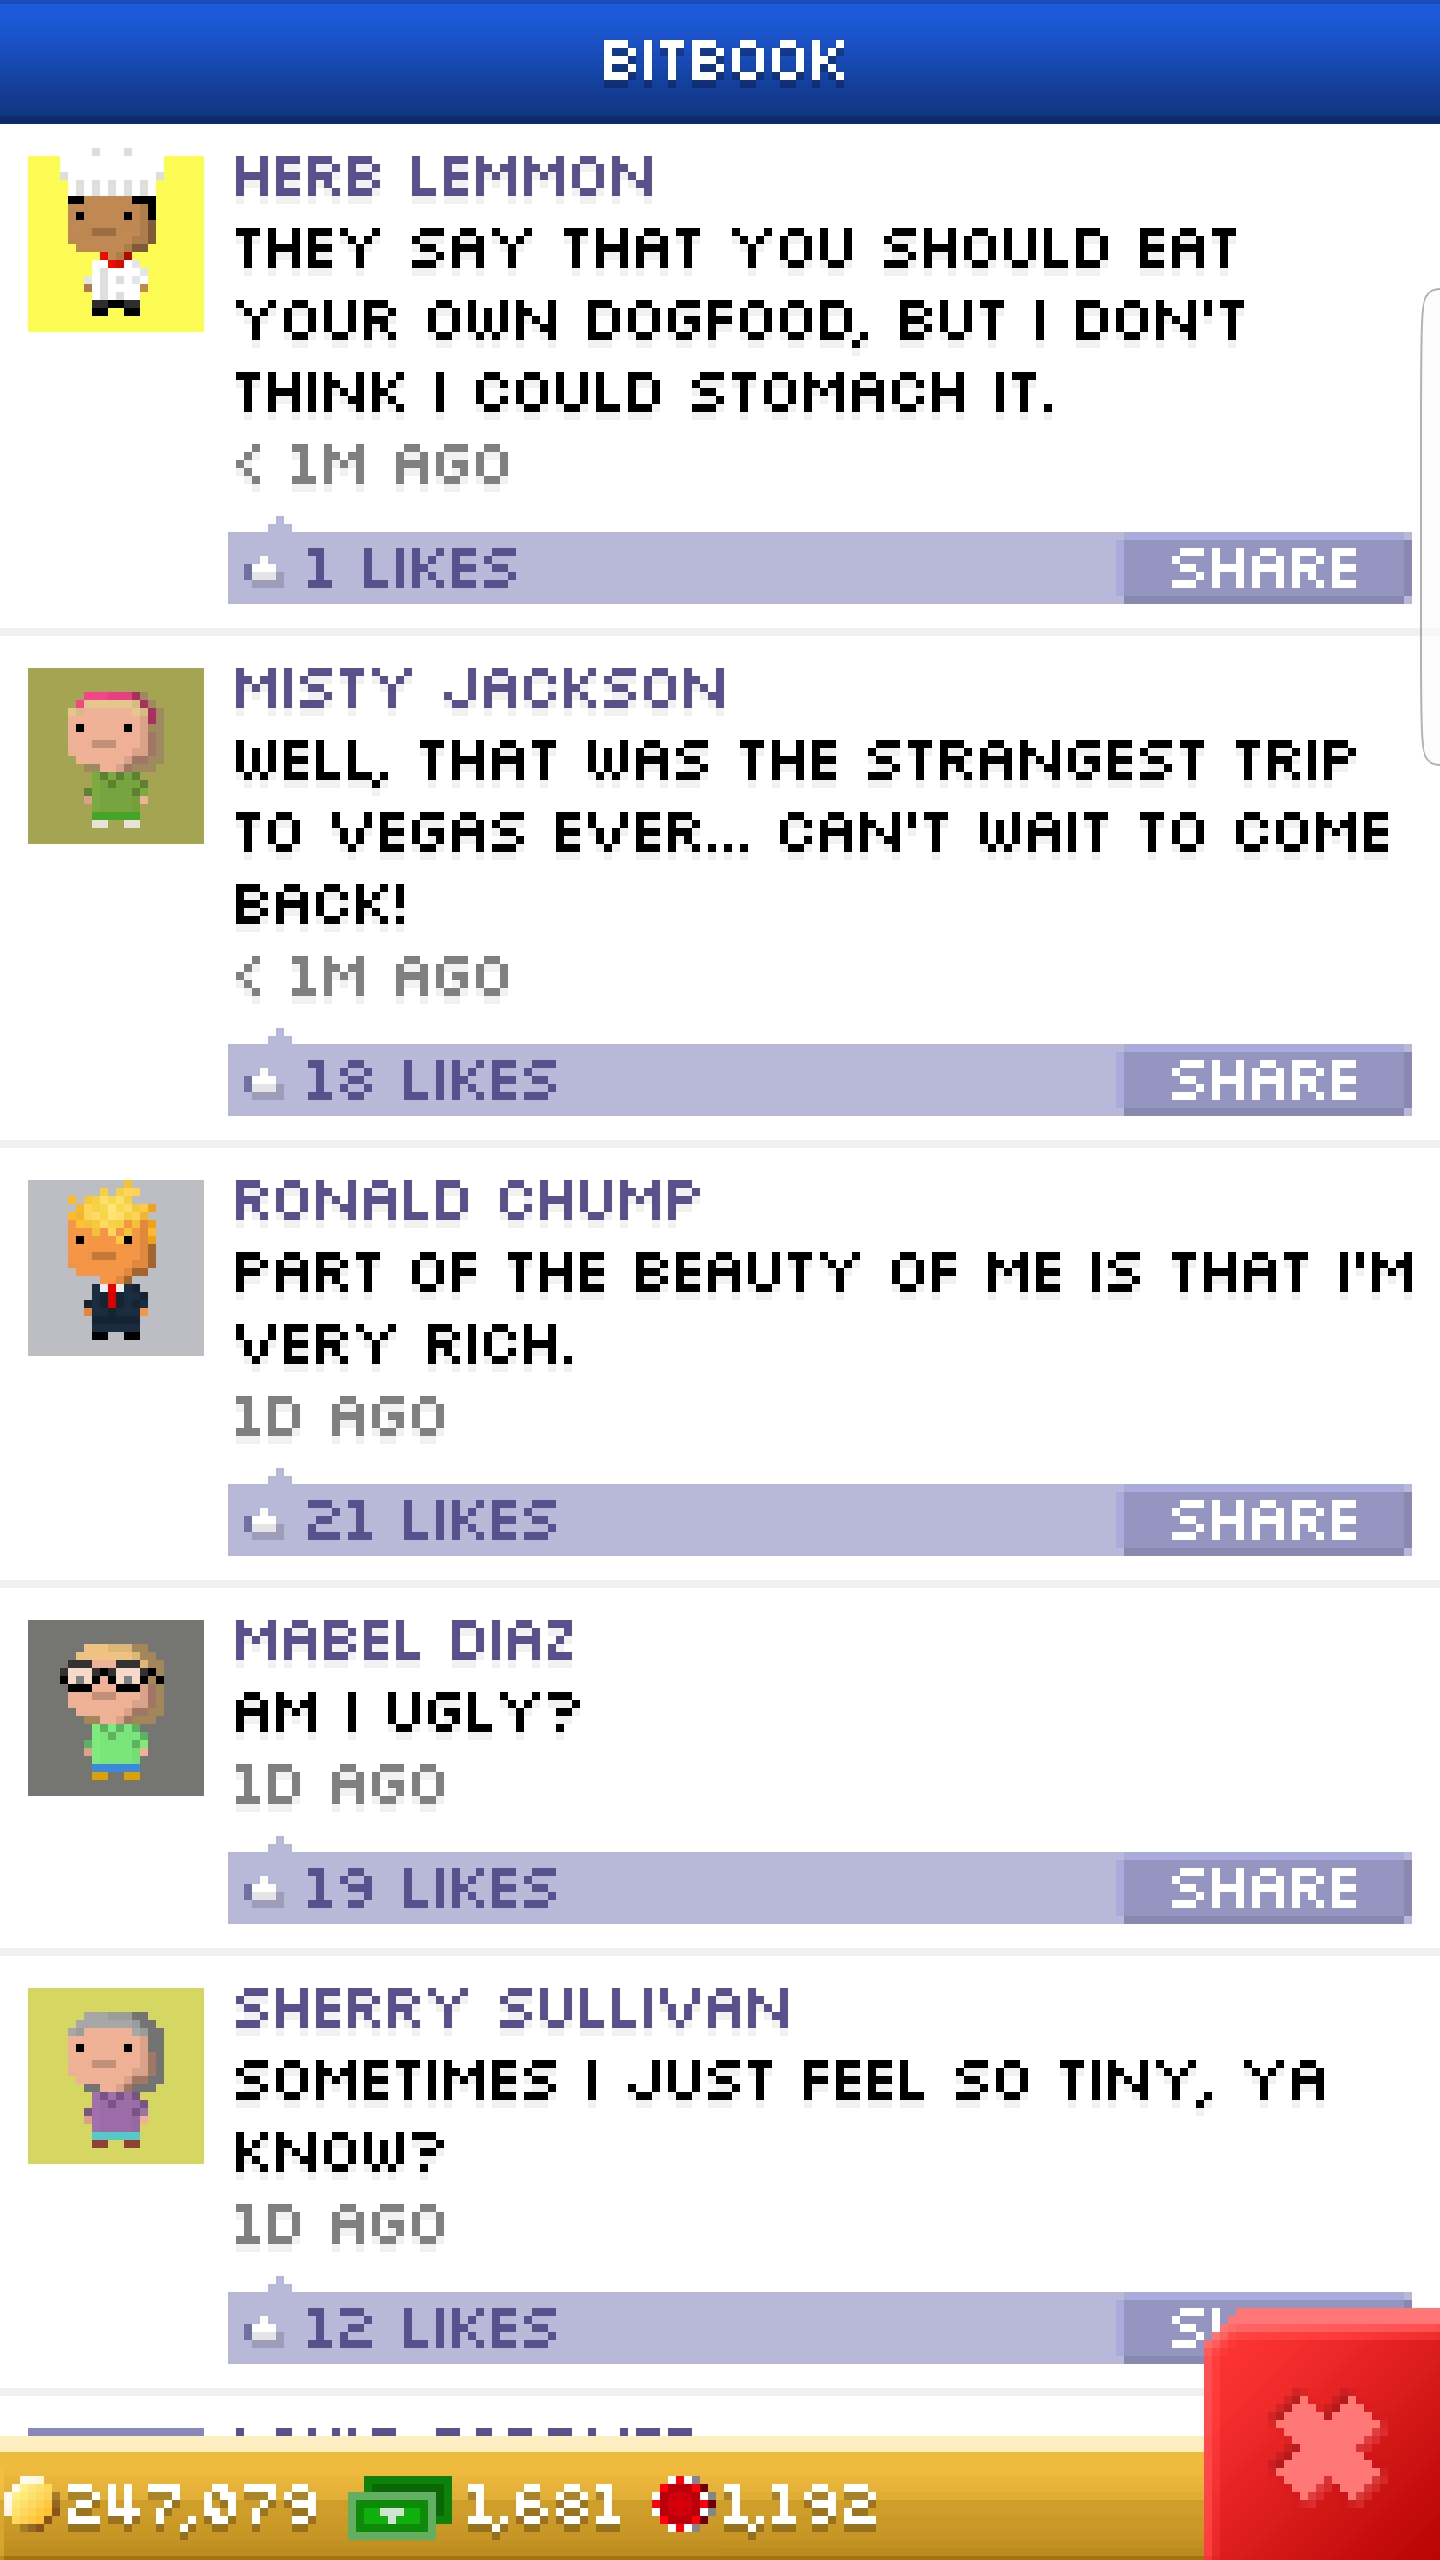 BITBOOK
HERB LEMMON
THEY SAY THAT YOU SHOULD EAT
YOUR OWN DOGFOOD, BUT I DON'T
THINK I COULD STOMACH IT.
< 1M AGO
1 LIKES SHARE
MISTY JACKSON
WELL, THAT WAS THE STRANGEST TRIP
TO VEGAS EVER... CAN'T WAIT TO COME
BACK!
< 1M AGO
18 LIKES SHARE
RONALD CHUMP
PART OF THE BEAUTY OF ME IS THAT I'M
VERY RICH.
1D AGO
21 LIKES SHARE
MABEL DIAZ
AM I UGLY?
1D AGO
19 LIKES SHARE
SHERRY SULLIVAN
SOMETIMES I JUST FEEL SO TINY, YA
KNOW?
1D AGO
12 LIKES
247,079 1,681 1,192